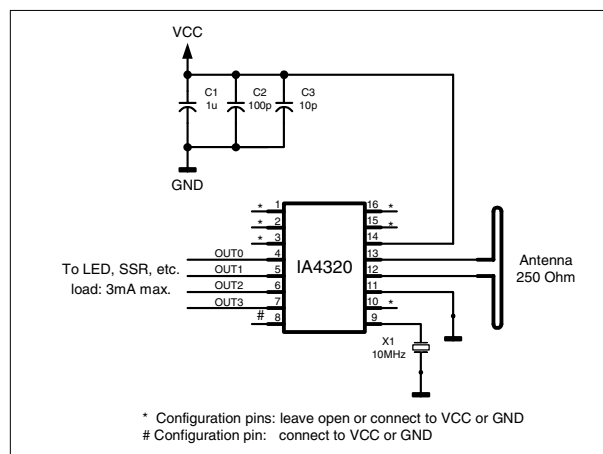 VCC
C1
1u
C2
100p
C3
10p
GND
* 1
* 2
* 3
OUT0 4
OUT1 5
OUT2 6
OUT3 7
# 8
To LED, SSR, etc.
load: 3mA max.
IA4320
16 *
15 *
14
13
12
11
10 *
9
Antenna
250 Ohm
X1
10MHz
* Configuration pins: leave open or connect to VCC or GND
# Configuration pin: connect to VCC or GND